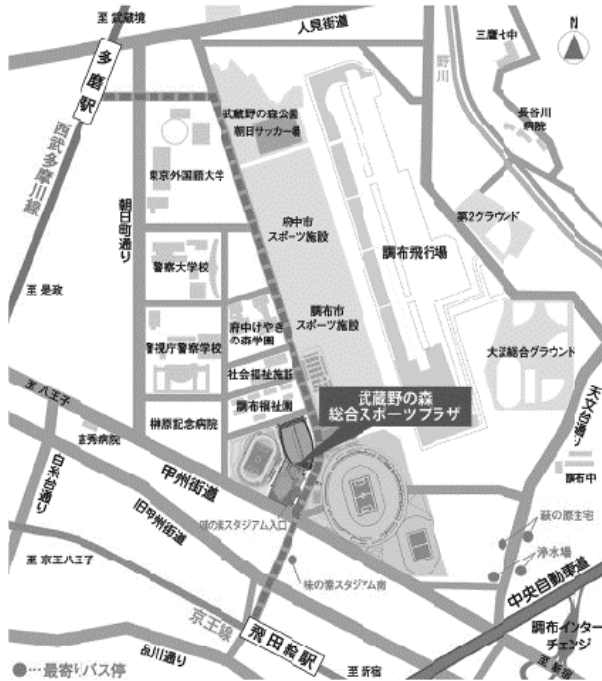 至 武蔵境
人見街道
N
三鷹七中
多磨駅
野川
武蔵野の森公園
朝日サッカー場
長谷川
病院
西武多摩川線
東京外国語大学
朝日町通り
府中市
スポーツ施設
第2グラウンド
調布飛行場
警察大学校
至 是政
調布市
スポーツ施設
府中けやき
の森学園
警視庁警察学校
大沢総合グラウンド
社会福祉施設
至 八王子
武蔵野の森
総合スポーツプラザ
調布福祉園
天文台通り
榊原記念病院
甲州街道
白糸台通り
旧甲州街道
味の素スタジアム入口
萩の原住宅
浄水場
至 京王八王子
味の素スタジアム南
中央自動車道
京王線
飛田給駅
調布インター
チェンジ
品川通り
至 新宿
至 新宿
●…最寄りバス停